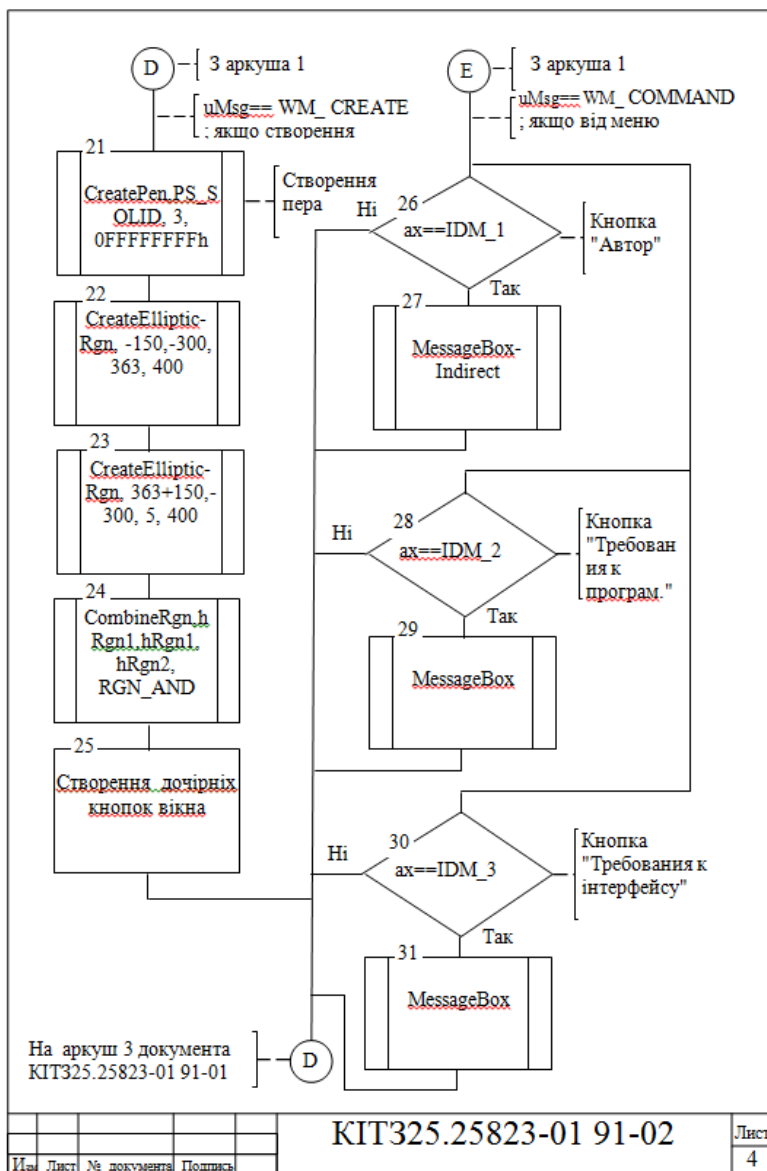 D
З аркуша 1
uMsg== WM_ CREATE
; якщо створення
21
CreatePen,PS_S
OLID, 3,
0FFFFFFFFh
Створення
пера
22
CreateElliptic-
Rgn, -150,-300,
363, 400
23
CreateElliptic-
Rgn, 363+150,-
300, 5, 400
24
CombineRgn,h
Rgn1,hRgn1,
hRgn2,
RGN_AND
25
Створення дочірніх
кнопок вікна
E
З аркуша 1
uMsg== WM_ COMMAND
; якщо від меню
Ні
26
ax==IDM_1
Кнопка
"Автор"
Так
27
MessageBox-
Indirect
Ні
28
ax==IDM_2
Кнопка
"Требован
ия к
програм."
Так
29
MessageBox
Ні
30
ax==IDM_3
Кнопка
"Требования к
інтерфейсу"
Так
31
MessageBox
На аркуш 3 документа
КІТ325.25823-01 91-01
D
КІТ325.25823-01 91-02
Лист
4
Изм Лист № документа Подпись